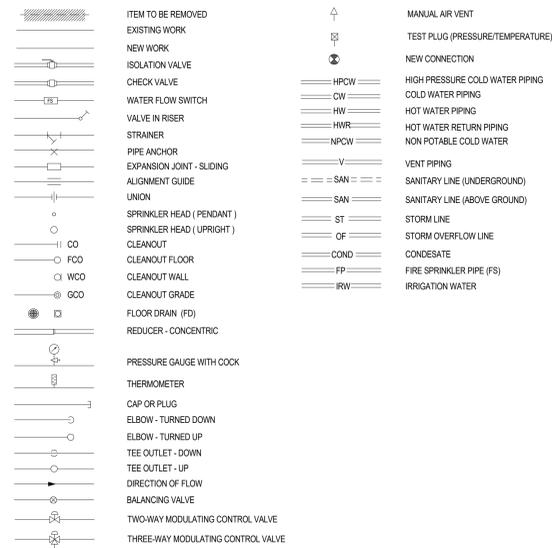 ITEM TO BE REMOVED
EXISTING WORK
NEW WORK
ISOLATION VALVE
CHECK VALVE
FS WATER FLOW SWITCH
VALVE IN RISER
STRAINER
PIPE ANCHOR
EXPANSION JOINT - SLIDING
ALIGNMENT GUIDE
UNION
SPRINKLER HEAD ( PENDANT )
SPRINKLER HEAD ( UPRIGHT )
CO CLEANOUT
FCO CLEANOUT FLOOR
WCO CLEANOUT WALL
GCO CLEANOUT GRADE
FLOOR DRAIN (FD)
REDUCER - CONCENTRIC
PRESSURE GAUGE WITH COCK
THERMOMETER
CAP OR PLUG
ELBOW - TURNED DOWN
ELBOW - TURNED UP
TEE OUTLET - DOWN
TEE OUTLET - UP
DIRECTION OF FLOW
BALANCING VALVE
TWO-WAY MODULATING CONTROL VALVE
THREE-WAY MODULATING CONTROL VALVE
MANUAL AIR VENT
TEST PLUG (PRESSURE/TEMPERATURE)
NEW CONNECTION
HPCW HIGH PRESSURE COLD WATER PIPING
CW COLD WATER PIPING
HW HOT WATER PIPING
HWR HOT WATER RETURN PIPING
NPCW NON POTABLE COLD WATER
V VENT PIPING
SAN SANITARY LINE (UNDERGROUND)
SAN SANITARY LINE (ABOVE GROUND)
ST STORM LINE
OF STORM OVERFLOW LINE
COND CONDESATE
FP FIRE SPRINKLER PIPE (FS)
IRW IRRIGATION WATER